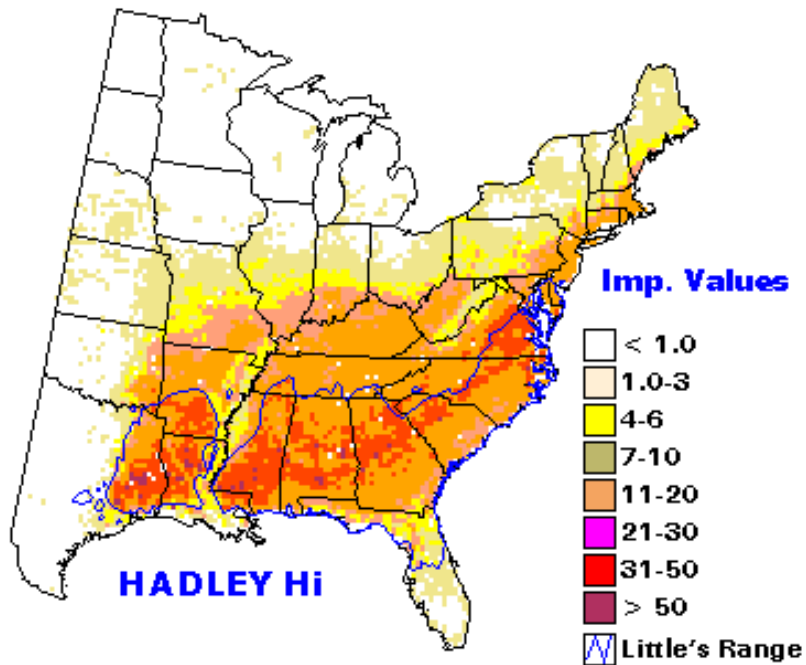 Imp. Values
< 1.0
1.0-3
4-6
7-10
11-20
21-30
31-50
> 50
Little's Range
HADLEY Hi